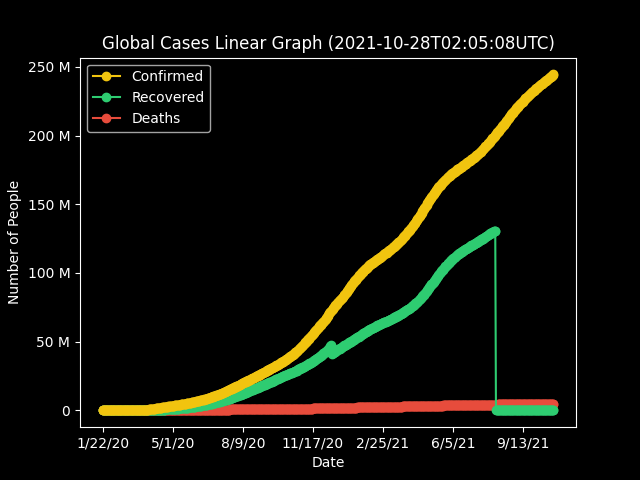 Global Cases Linear Graph (2021-10-28T02:05:08UTC)
Confirmed
Recovered
Deaths
250 M
200 M
150 M
100 M
50 M
0
Number of People
1/22/20 5/1/20 8/9/20 11/17/20 2/25/21 6/5/21 9/13/21
Date